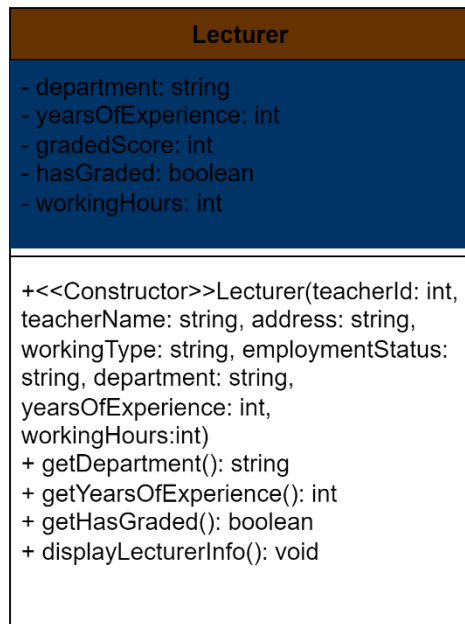 Lecturer
- department: string
- yearsOfExperience: int
- gradedScore: int
- hasGraded: boolean
- workingHours: int
+<<Constructor>>Lecturer(teacherId: int,
teacherName: string, address: string,
workingType: string, employmentStatus:
string, department: string,
yearsOfExperience: int,
workingHours:int)
+ getDepartment(): string
+ getYearsOfExperience(): int
+ getHasGraded(): boolean
+ displayLecturerInfo(): void